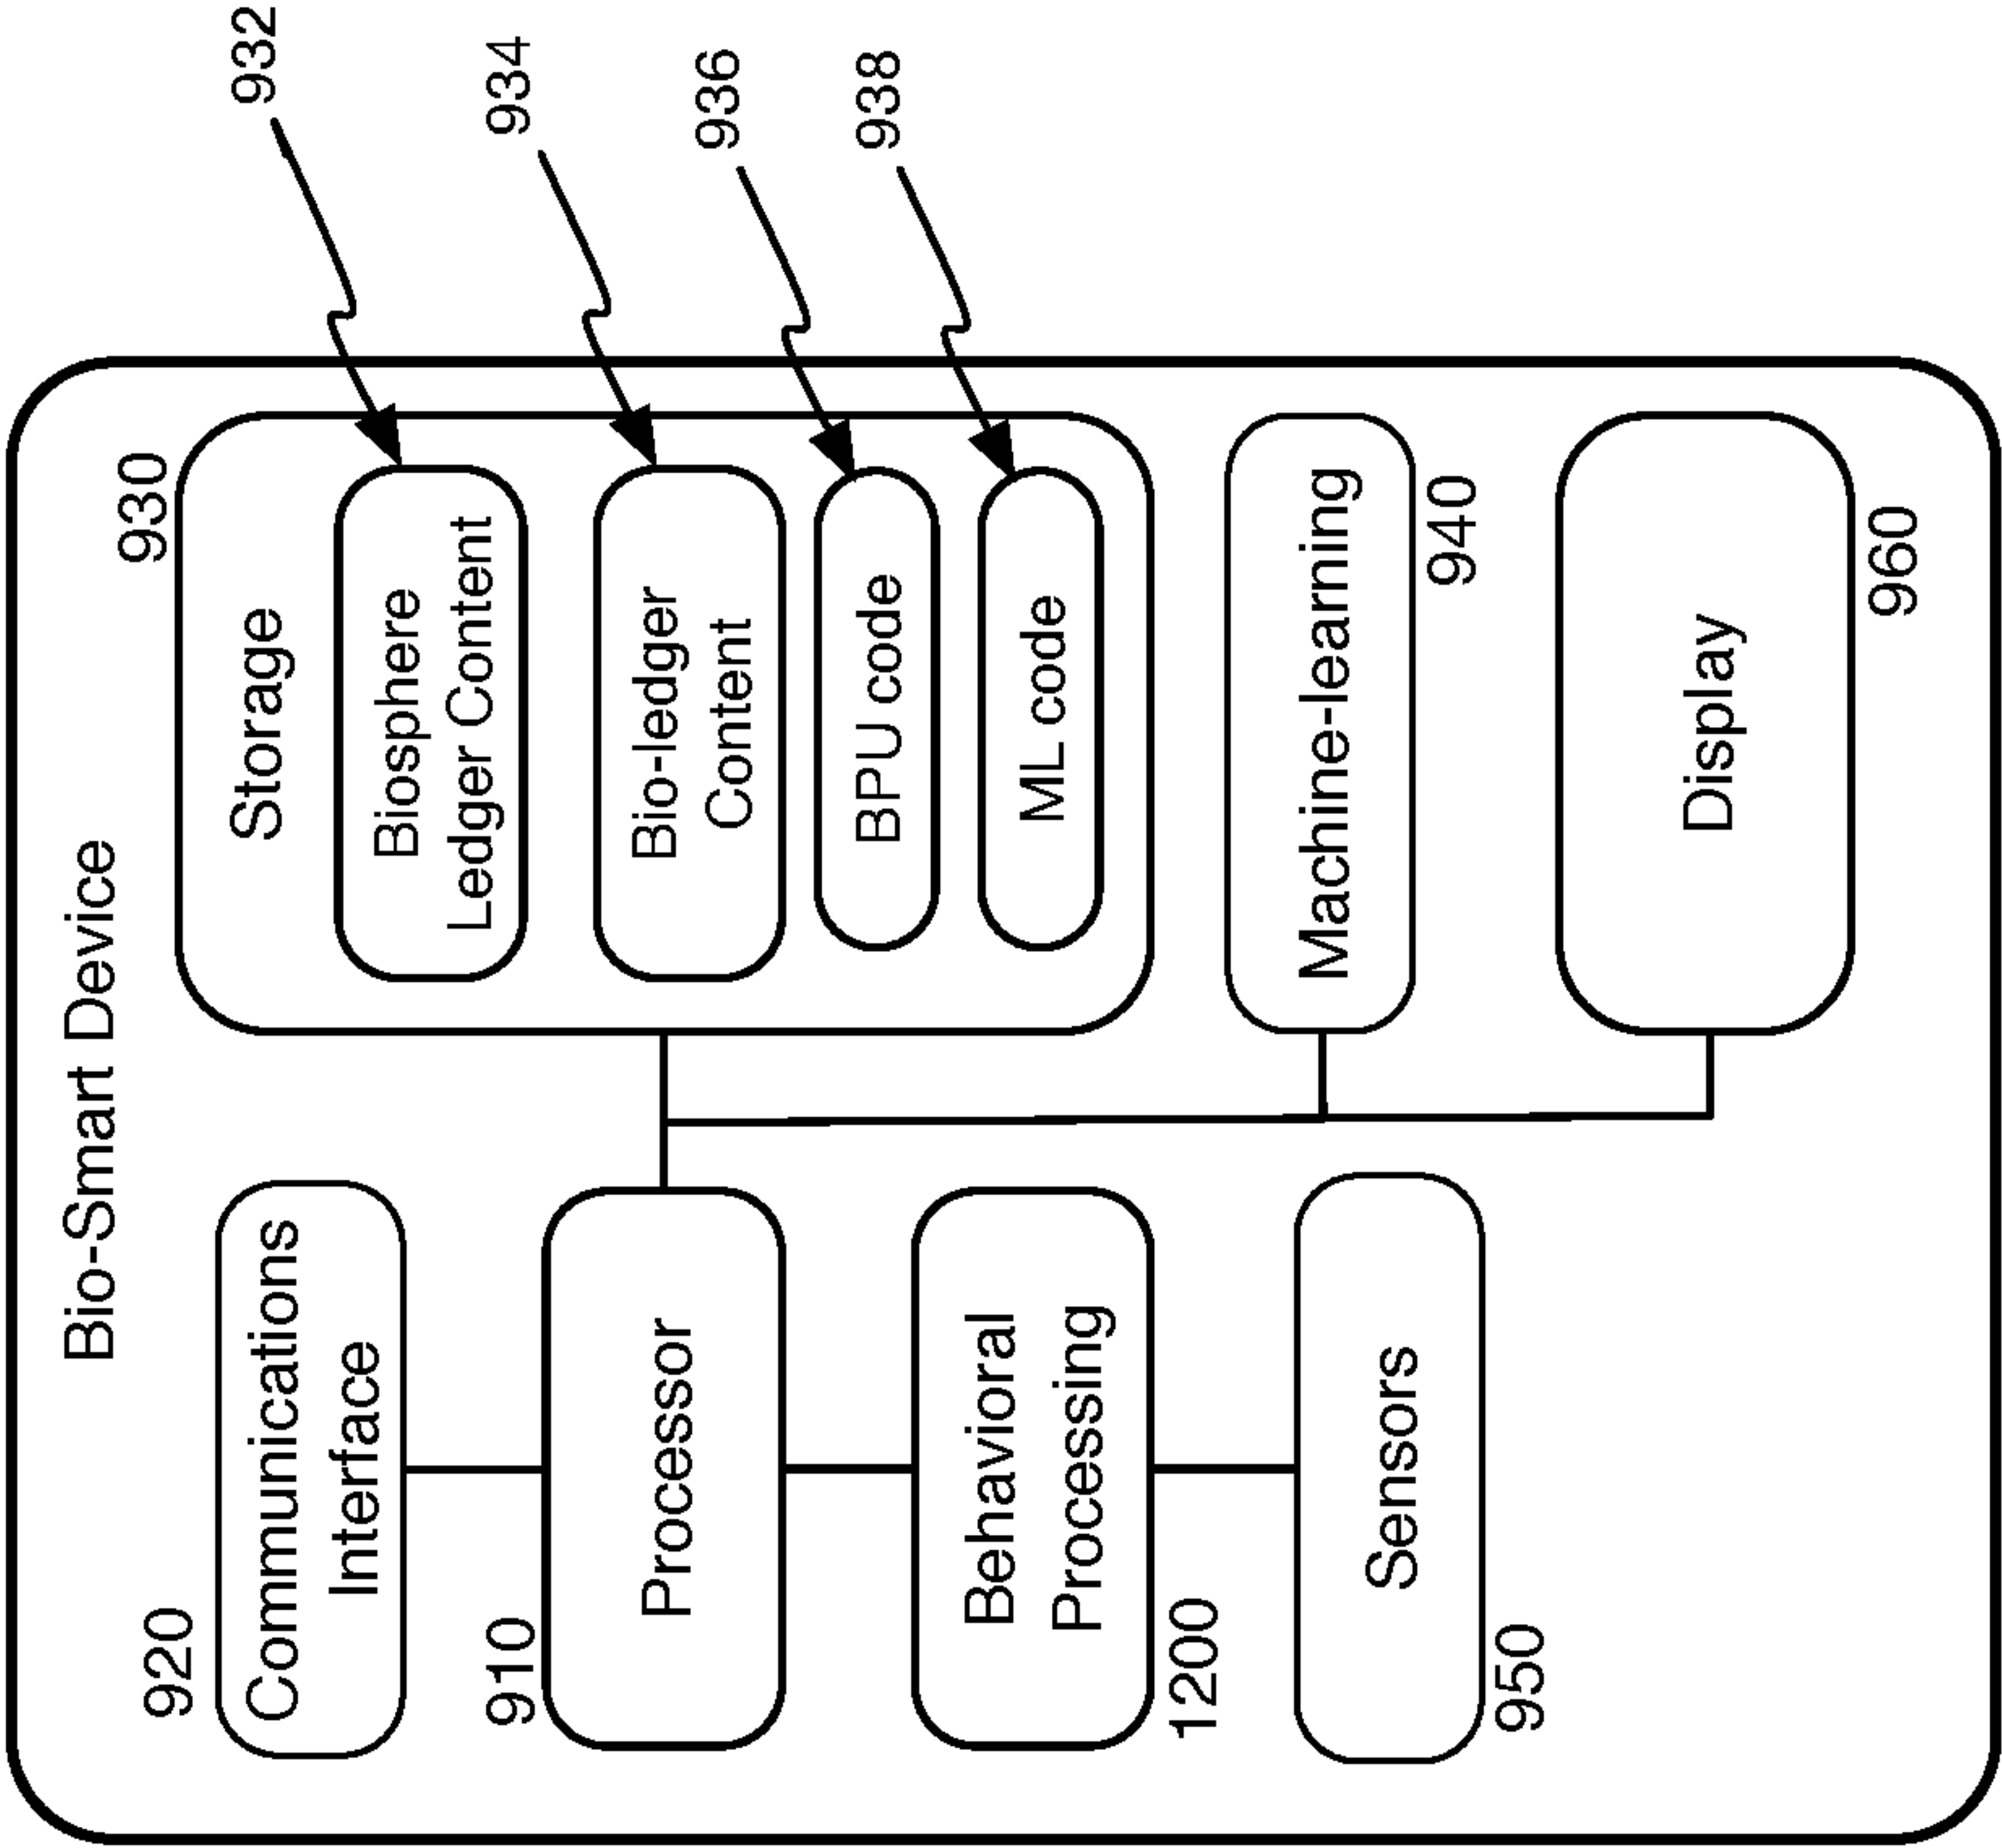 Bio-Smart Device
920
Communications
Interface
910
Processor
Behavioral
Processing
1200
Sensors
950
930
Storage
Biosphere
Ledger Content
932
Bio-ledger
Content
934
BPU code
936
ML code
938
Machine-learning
940
Display
960